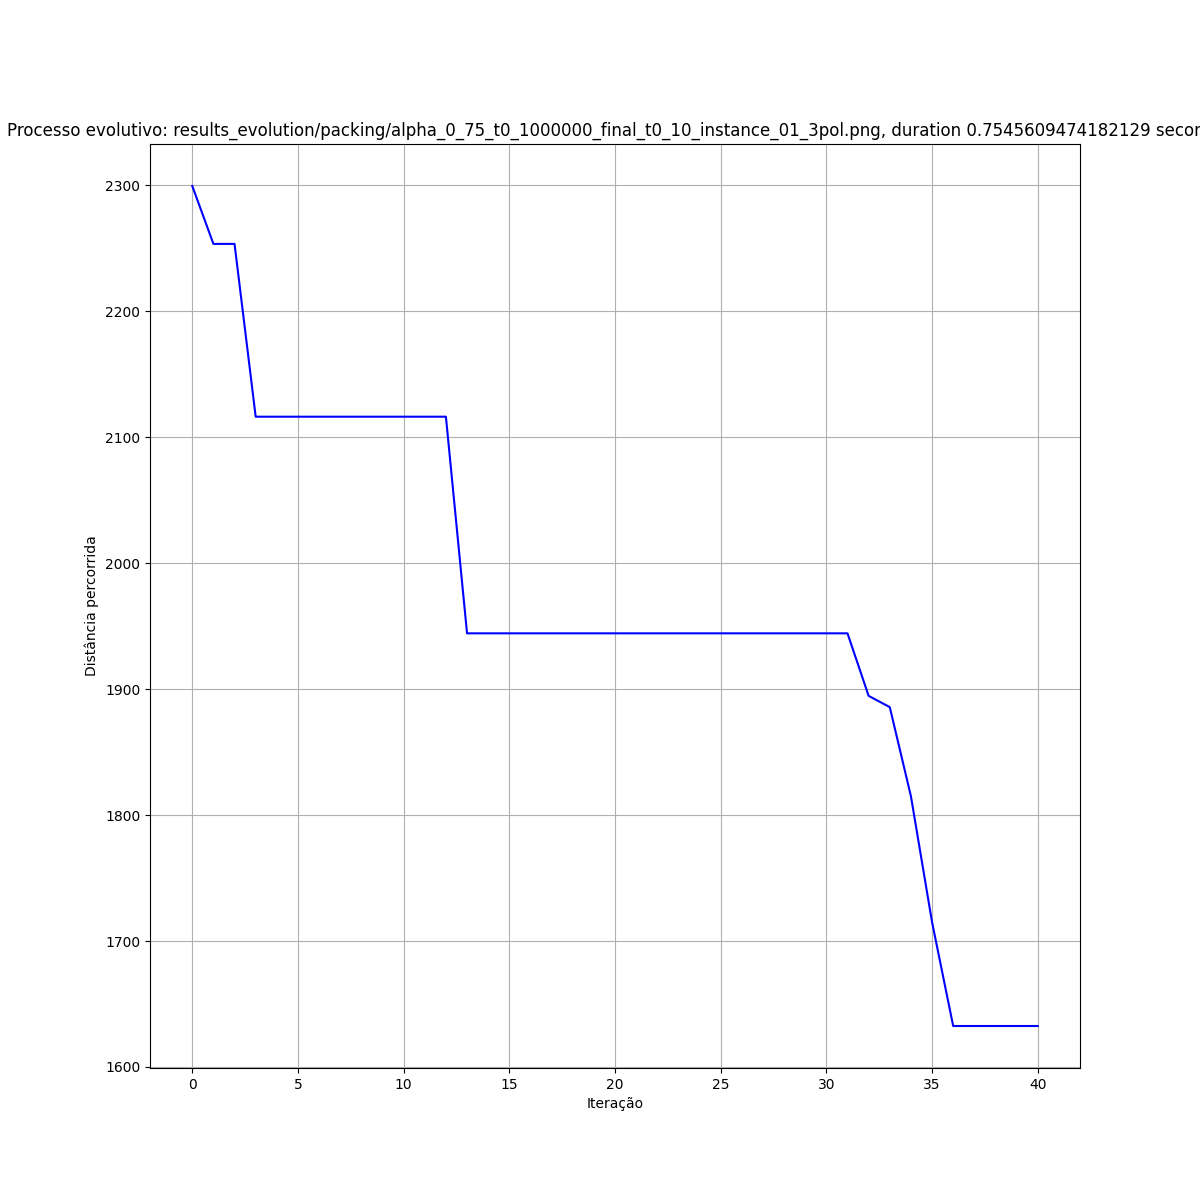 Processo evolutivo: results_evolution/packing/alpha_0_75_t0_1000000_final_t0_10_instance_01_3pol.png, duration 0.7545609474182129
2300
2200
2100
2000
1900
1800
1700
1600
Distância percorrida
0 5 10 15 20 25 30 35 40
Iteração